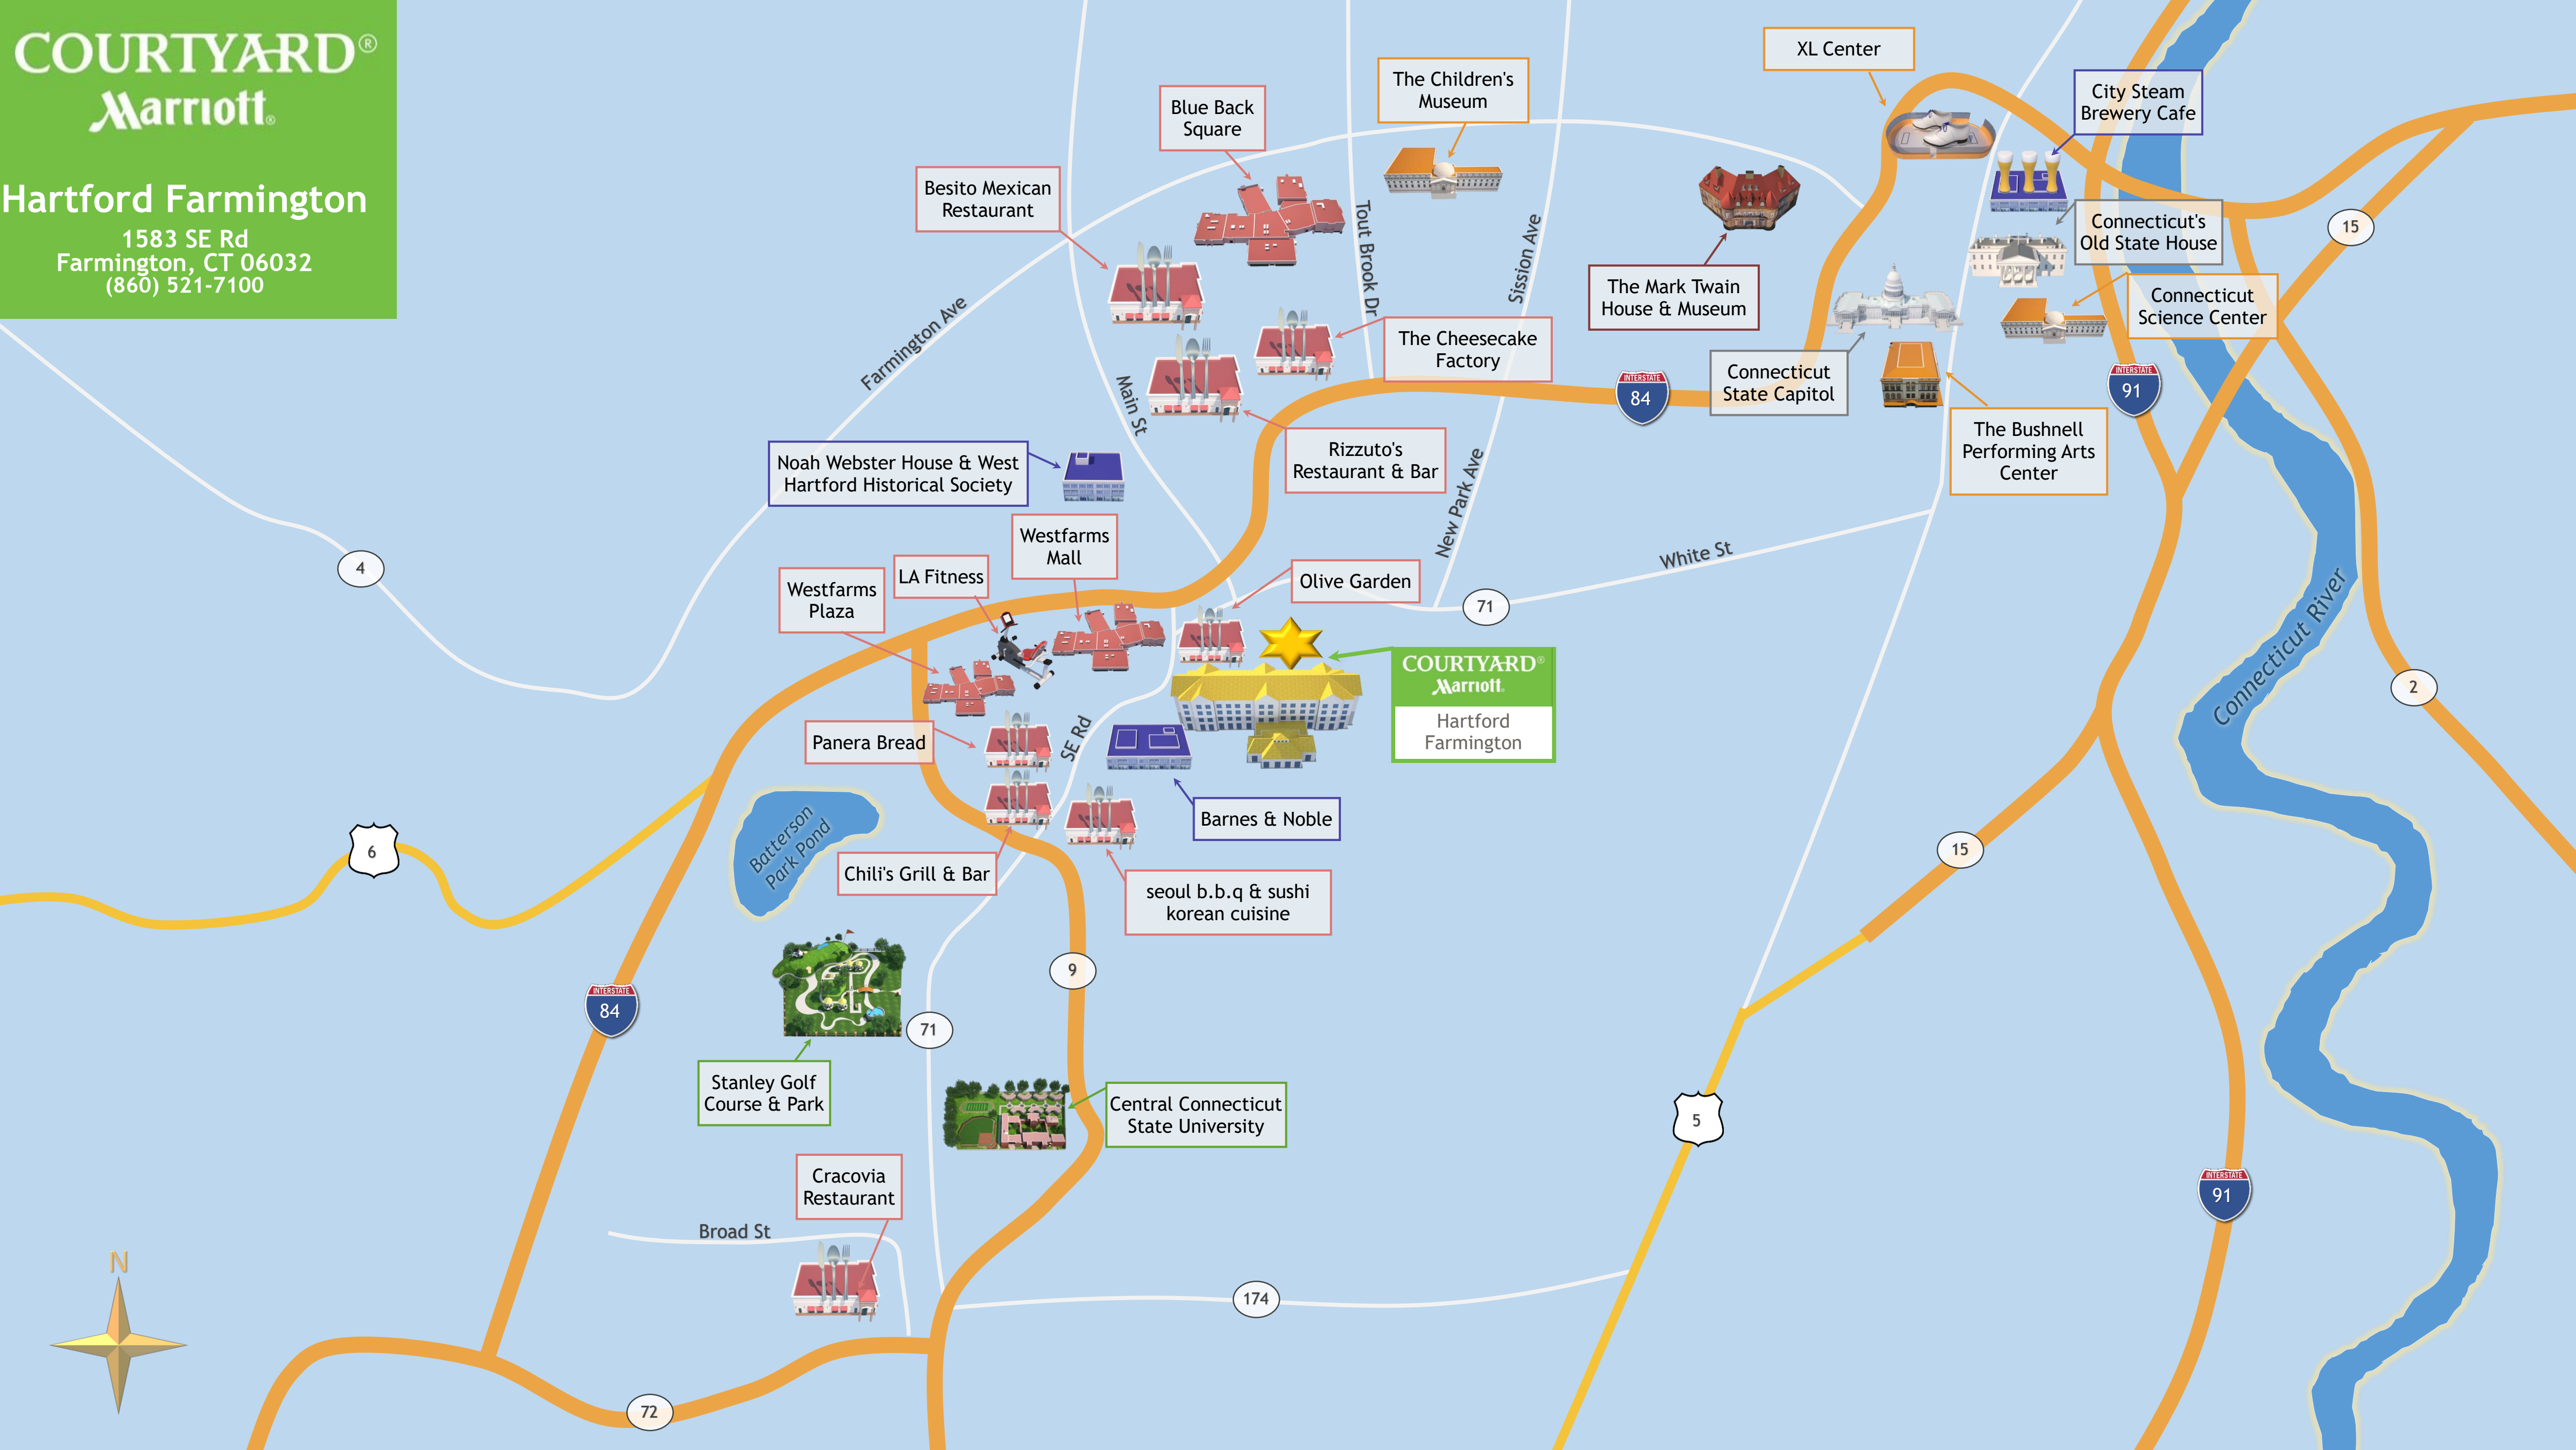 COURTYARD®
Marriott®
Hartford Farmington
1583 SE Rd
Farmington, CT 06032
(860) 521-7100
XL Center
The Children's
Museum
City Steam
Brewery Cafe
Blue Back
Square
Besito Mexican
Restaurant
Connecticut's
Old State House
15
Tout Brook Dr
Sission Ave
The Mark Twain
House & Museum
Connecticut
Science Center
Farmington Ave
The Cheesecake
Factory
Connecticut
State Capitol
INTERSTATE
84
INTERSTATE
91
Main St
The Bushnell
Performing Arts
Center
Rizzuto's
Restaurant & Bar
Noah Webster House & West
Hartford Historical Society
New Park Ave
Westfarms
Mall
White St
4
LA Fitness
Westfarms
Plaza
Olive Garden
71
Connecticut River
COURTYARD®
Marriott®
Hartford
Farmington
2
Panera Bread
SE Rd
Barnes & Noble
Batterson
Park Pond
6
15
Chili's Grill & Bar
seoul b.b.q & sushi
korean cuisine
9
INTERSTATE
84
71
Stanley Golf
Course & Park
Central Connecticut
State University
5
Cracovia
Restaurant
INTERSTATE
91
Broad St
N
174
72